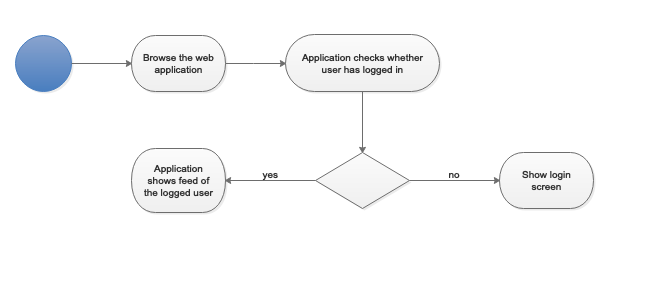 Browse the web
application
Application checks whether
user has logged in
Application
shows feed of
the logged user
yes
no
Show login
screen